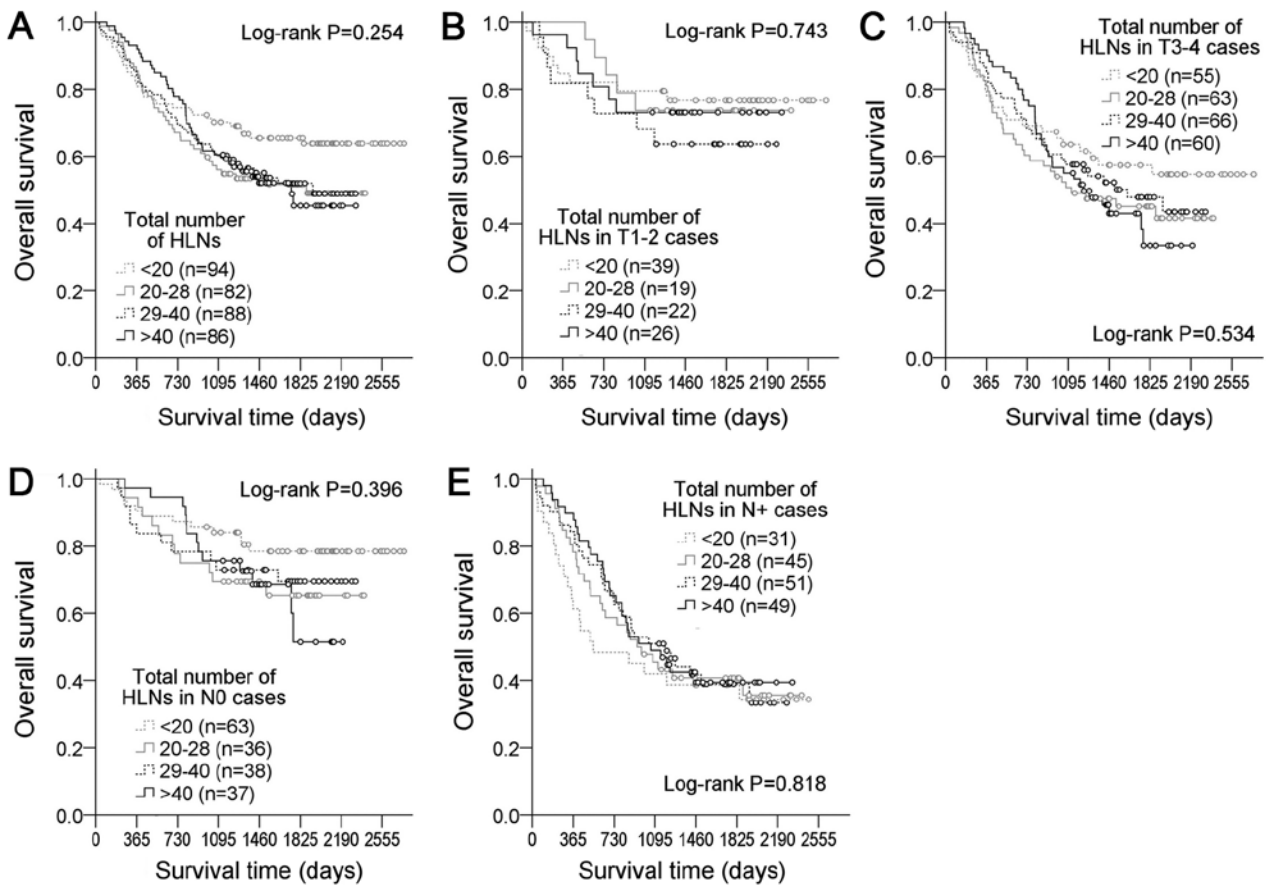 A
Log-rank P=0.254
Overall survival
1.0
0.8
0.6
0.4
0.2
0.0
Total number
of HLNs
<20 (n=94)
20-28 (n=82)
29-40 (n=88)
>40 (n=86)
0 365 730 1095 1460 1825 2190 2555
Survival time (days)
B
Log-rank P=0.743
Overall survival
1.0
0.8
0.6
0.4
0.2
0.0
Total number of
HLNs in T1-2 cases
<20 (n=39)
20-28 (n=19)
29-40 (n=22)
>40 (n=26)
0 365 730 1095 1460 1825 2190 2555
Survival time (days)
C
Total number of
HLNs in T3-4 cases
<20 (n=55)
20-28 (n=63)
29-40 (n=66)
>40 (n=60)
Overall survival
1.0
0.8
0.6
0.4
0.2
0.0
Log-rank P=0.534
0 365 730 1095 1460 1825 2190 2555
Survival time (days)
D
Log-rank P=0.396
Overall survival
1.0
0.8
0.6
0.4
0.2
0.0
Total number of
HLNs in N0 cases
<20 (n=63)
20-28 (n=36)
29-40 (n=38)
>40 (n=37)
0 365 730 1095 1460 1825 2190 2555
Survival time (days)
E
Total number of
HLNs in N+ cases
<20 (n=31)
20-28 (n=45)
29-40 (n=51)
>40 (n=49)
Overall survival
1.0
0.8
0.6
0.4
0.2
0.0
Log-rank P=0.818
0 365 730 1095 1460 1825 2190 2555
Survival time (days)